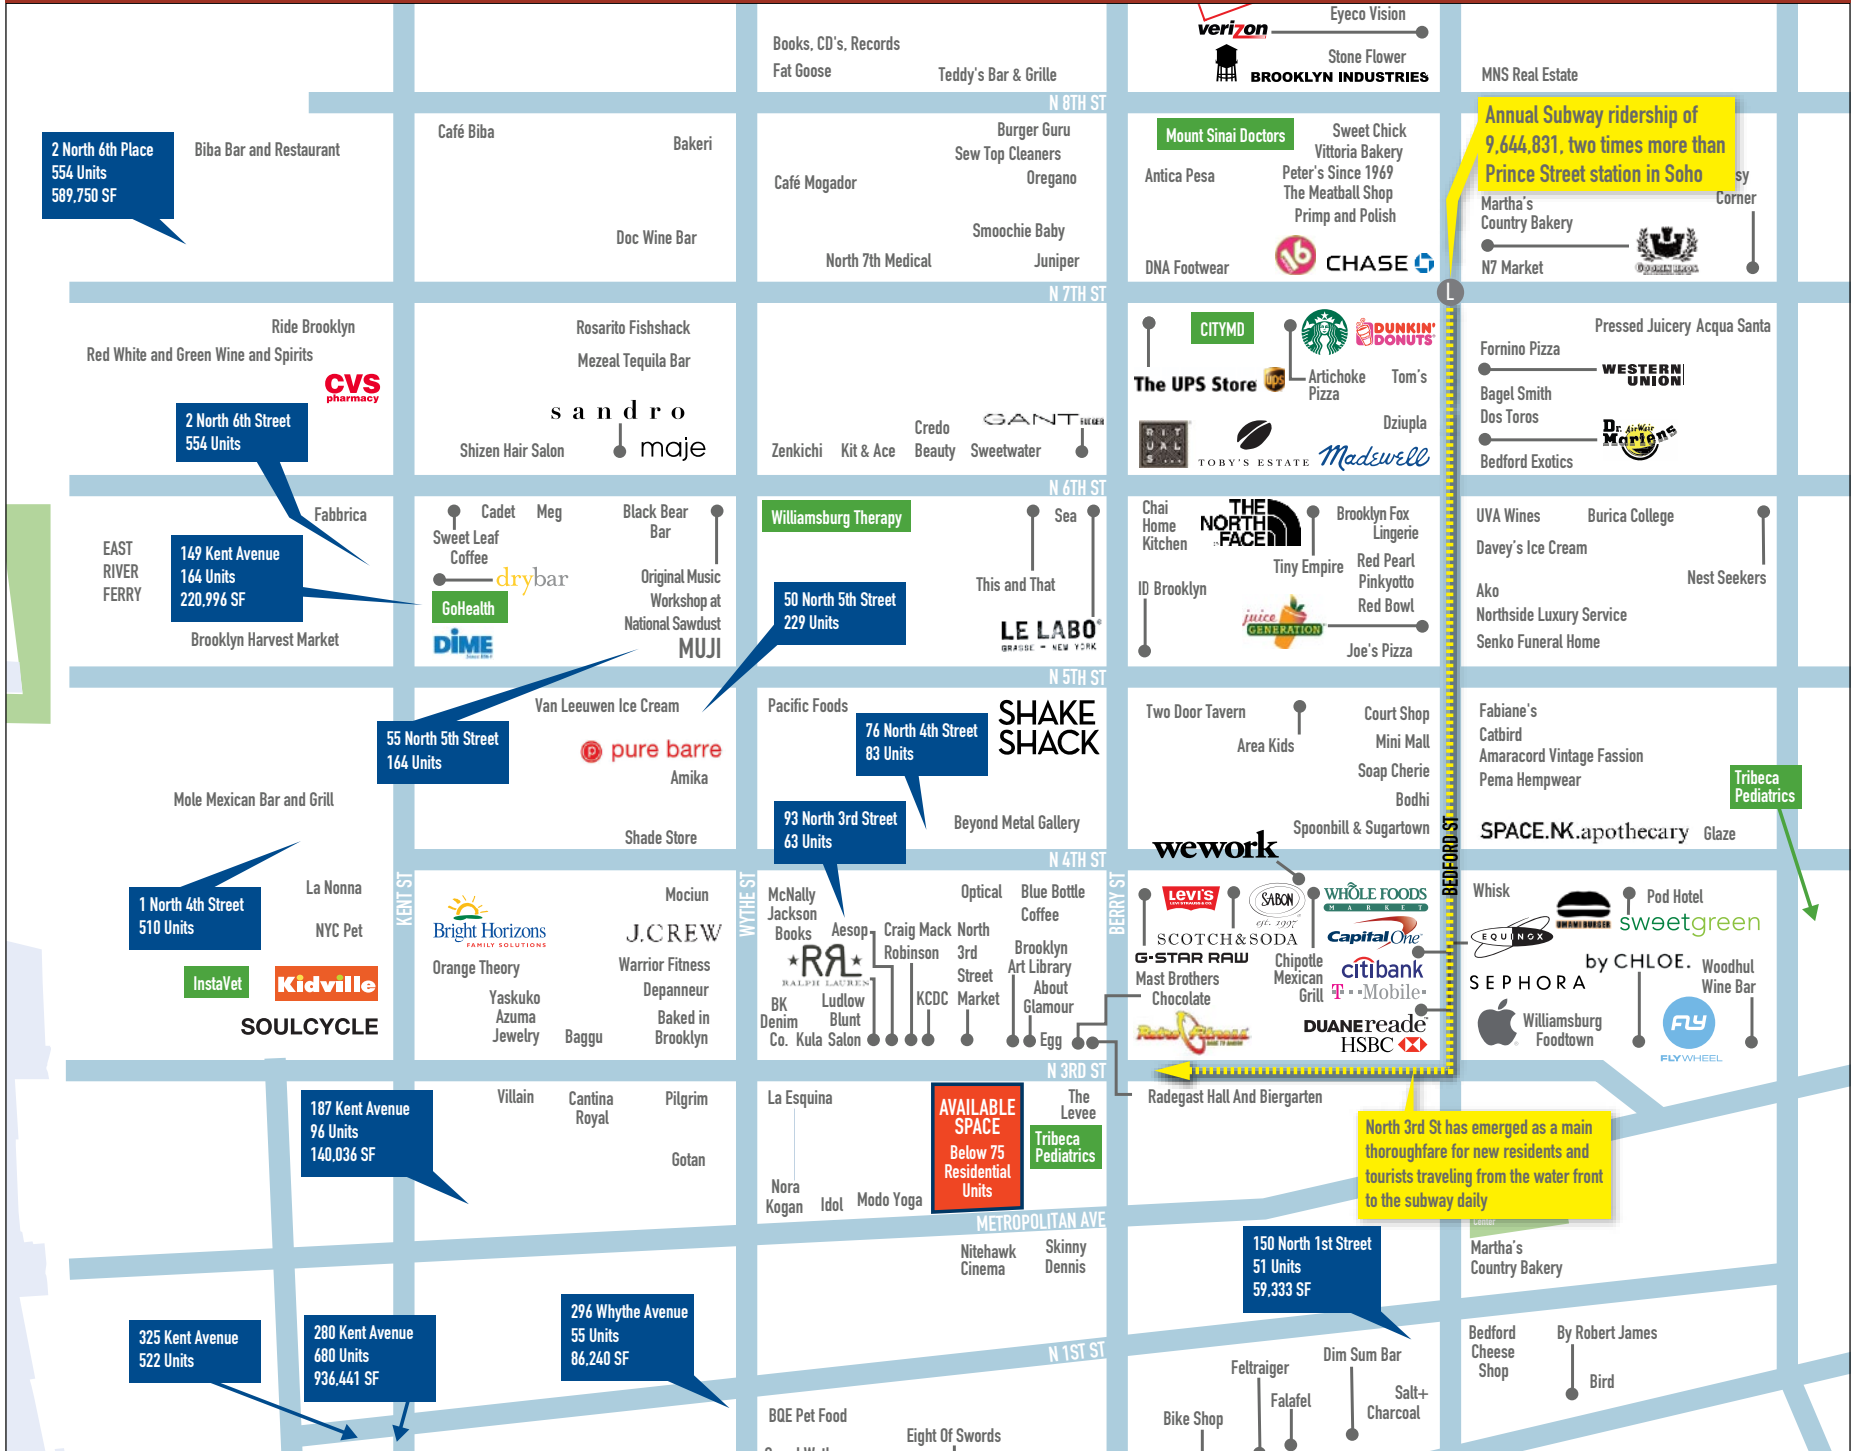 Eyeco Vision
verizon
Stone Flower
BROOKLYN INDUSTRIES
Books, CD's, Records
Fat Goose
Teddy's Bar & Grille
MNS Real Estate
N 8TH ST
2 North 6th Place
554 Units
589,750 SF
Biba Bar and Restaurant
Café Biba
Bakeri
Doc Wine Bar
Burger Guru
Sew Top Cleaners
Oregano
Café Mogador
Smoochie Baby
North 7th Medical
Juniper
Mount Sinai Doctors
Sweet Chick
Vittoria Bakery
Antica Pesa
Peter's Since 1969
The Meatball Shop
Primp and Polish
DNA Footwear
16
CHASE
Annual Subway ridership of
9,644,831, two times more than
Prince Street station in Soho
sy
Corner
Martha's
Country Bakery
N7 Market
GOORIN BROS.
N 7TH ST
L
Ride Brooklyn
Red White and Green Wine and Spirits
CVS
pharmacy
2 North 6th Street
554 Units
Rosarito Fishshack
Mezeal Tequila Bar
sandro
Shizen Hair Salon
maje
Zenkichi
Kit & Ace
Credo
Beauty
Sweetwater
GANT
RUGGER
CITYMD
DUNKIN'
DONUTS
The UPS Store
ups
Artichoke
Pizza
Tom's
Dziupla
RITUALS
TOBY'S ESTATE
Madewell
Pressed Juicery
Acqua Santa
Fornino Pizza
WESTERN
UNION
Bagel Smith
Dos Toros
Dr. AirWair
Martens
Bedford Exotics
N 6TH ST
Fabbrica
EAST
RIVER
FERRY
149 Kent Avenue
164 Units
220,996 SF
Brooklyn Harvest Market
Cadet
Meg
Sweet Leaf
Coffee
drybar
GoHealth
DIME
Black Bear
Bar
Original Music
Workshop at
National Sawdust
MUJI
Williamsburg Therapy
50 North 5th Street
229 Units
Sea
This and That
LE LABO
GRASSE - NEW YORK
Chai
Home
Kitchen
THE
NORTH
FACE
Brooklyn Fox
Lingerie
Tiny Empire
Red Pearl
Pinkyotto
Red Bowl
ID Brooklyn
juice
GENERATION
Joe's Pizza
UVA Wines
Burica College
Davey's Ice Cream
Nest Seekers
Ako
Northside Luxury Service
Senko Funeral Home
N 5TH ST
55 North 5th Street
164 Units
Van Leeuwen Ice Cream
pure barre
Amika
Shade Store
Pacific Foods
76 North 4th Street
83 Units
SHAKE
SHACK
93 North 3rd Street
63 Units
Beyond Metal Gallery
Two Door Tavern
Area Kids
Court Shop
Mini Mall
Soap Cherie
Bodhi
Spoonbill & Sugartown
wework
Fabiane's
Catbird
Amaracord Vintage Fassion
Pema Hempwear
SPACE.NK.apothecary
Glaze
Tribeca
Pediatrics
BEDFORD ST
Mole Mexican Bar and Grill
N 4TH ST
KENT ST
WYTHE ST
BERRY ST
1 North 4th Street
510 Units
La Nonna
NYC Pet
InstaVet
Kidville
SOULCYCLE
Bright Horizons
FAMILY SOLUTIONS
Orange Theory
Yaskuko
Azuma
Jewelry
Baggu
Mociun
J.CREW
Warrior Fitness
Depanneur
Baked in
Brooklyn
McNally
Jackson
Books
Aesop
Craig Mack
Robinson
RRL
RALPH LAUREN
BK
Denim
Co.
Kula
Ludlow
Blunt
Salon
KCDC
Optical
North
3rd
Street
Market
Blue Bottle
Coffee
Brooklyn
Art Library
About
Glamour
Egg
LEVI'S
SABON
est. 1997
WHOLE FOODS
MARKET
SCOTCH&SODA
G-STAR RAW
Capital One
Mast Brothers
Chocolate
Chipotle
Mexican
Grill
citibank
T-Mobile
Retro Fitness
DUANEreade
HSBC
Whisk
EQUINOX
UMAMI BURGER
Pod Hotel
sweetgreen
by CHLOE.
SEPHORA
Woodhul
Wine Bar
Williamsburg
Foodtown
FLY
FLYWHEEL
N 3RD ST
187 Kent Avenue
96 Units
140,036 SF
Villain
Cantina
Royal
Pilgrim
Gotan
La Esquina
Nora
Kogan
Idol
Modo Yoga
AVAILABLE
SPACE
Below 75
Residential
Units
The
Levee
Tribeca
Pediatrics
Radegast Hall And Biergarten
North 3rd St has emerged as a main
thoroughfare for new residents and
tourists traveling from the water front
to the subway daily
Center
METROPOLITAN AVE
Nitehawk
Cinema
Skinny
Dennis
150 North 1st Street
51 Units
59,333 SF
Martha's
Country Bakery
325 Kent Avenue
522 Units
280 Kent Avenue
680 Units
936,441 SF
296 Whythe Avenue
55 Units
86,240 SF
N 1ST ST
BQE Pet Food
Eight Of Swords
Feltraiger
Dim Sum Bar
Falafel
Bike Shop
Salt+
Charcoal
Bedford
Cheese
Shop
By Robert James
Bird